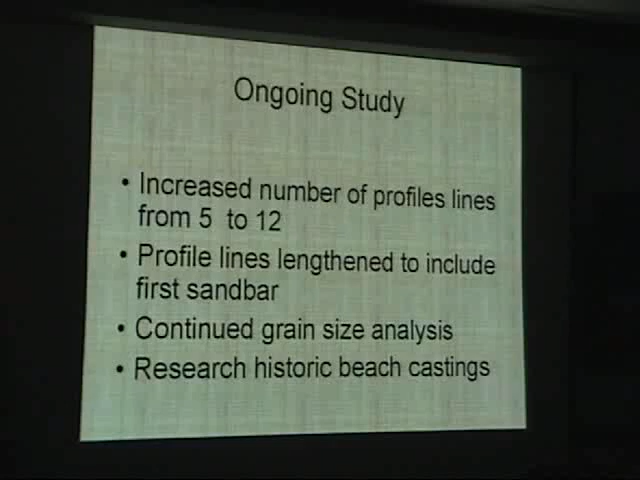 Ongoing Study
• Increased number of profiles lines
from 5 to 12
• Profile lines lengthened to include
first sandbar
• Continued grain size analysis
• Research historic beach castings